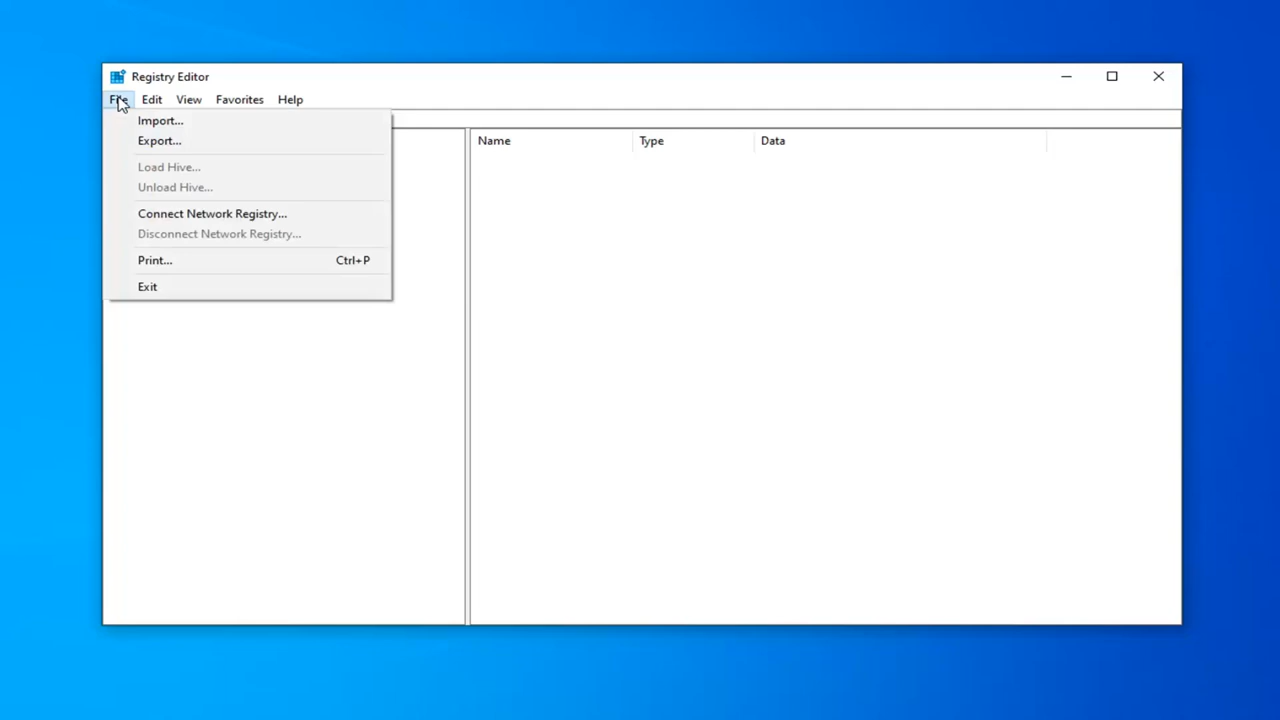 Registry Editor
File Edit View Favorites Help
Import...
Export...
Load Hive...
Unload Hive...
Connect Network Registry...
Disconnect Network Registry...
Print... Ctrl+P
Exit
Name Type Data